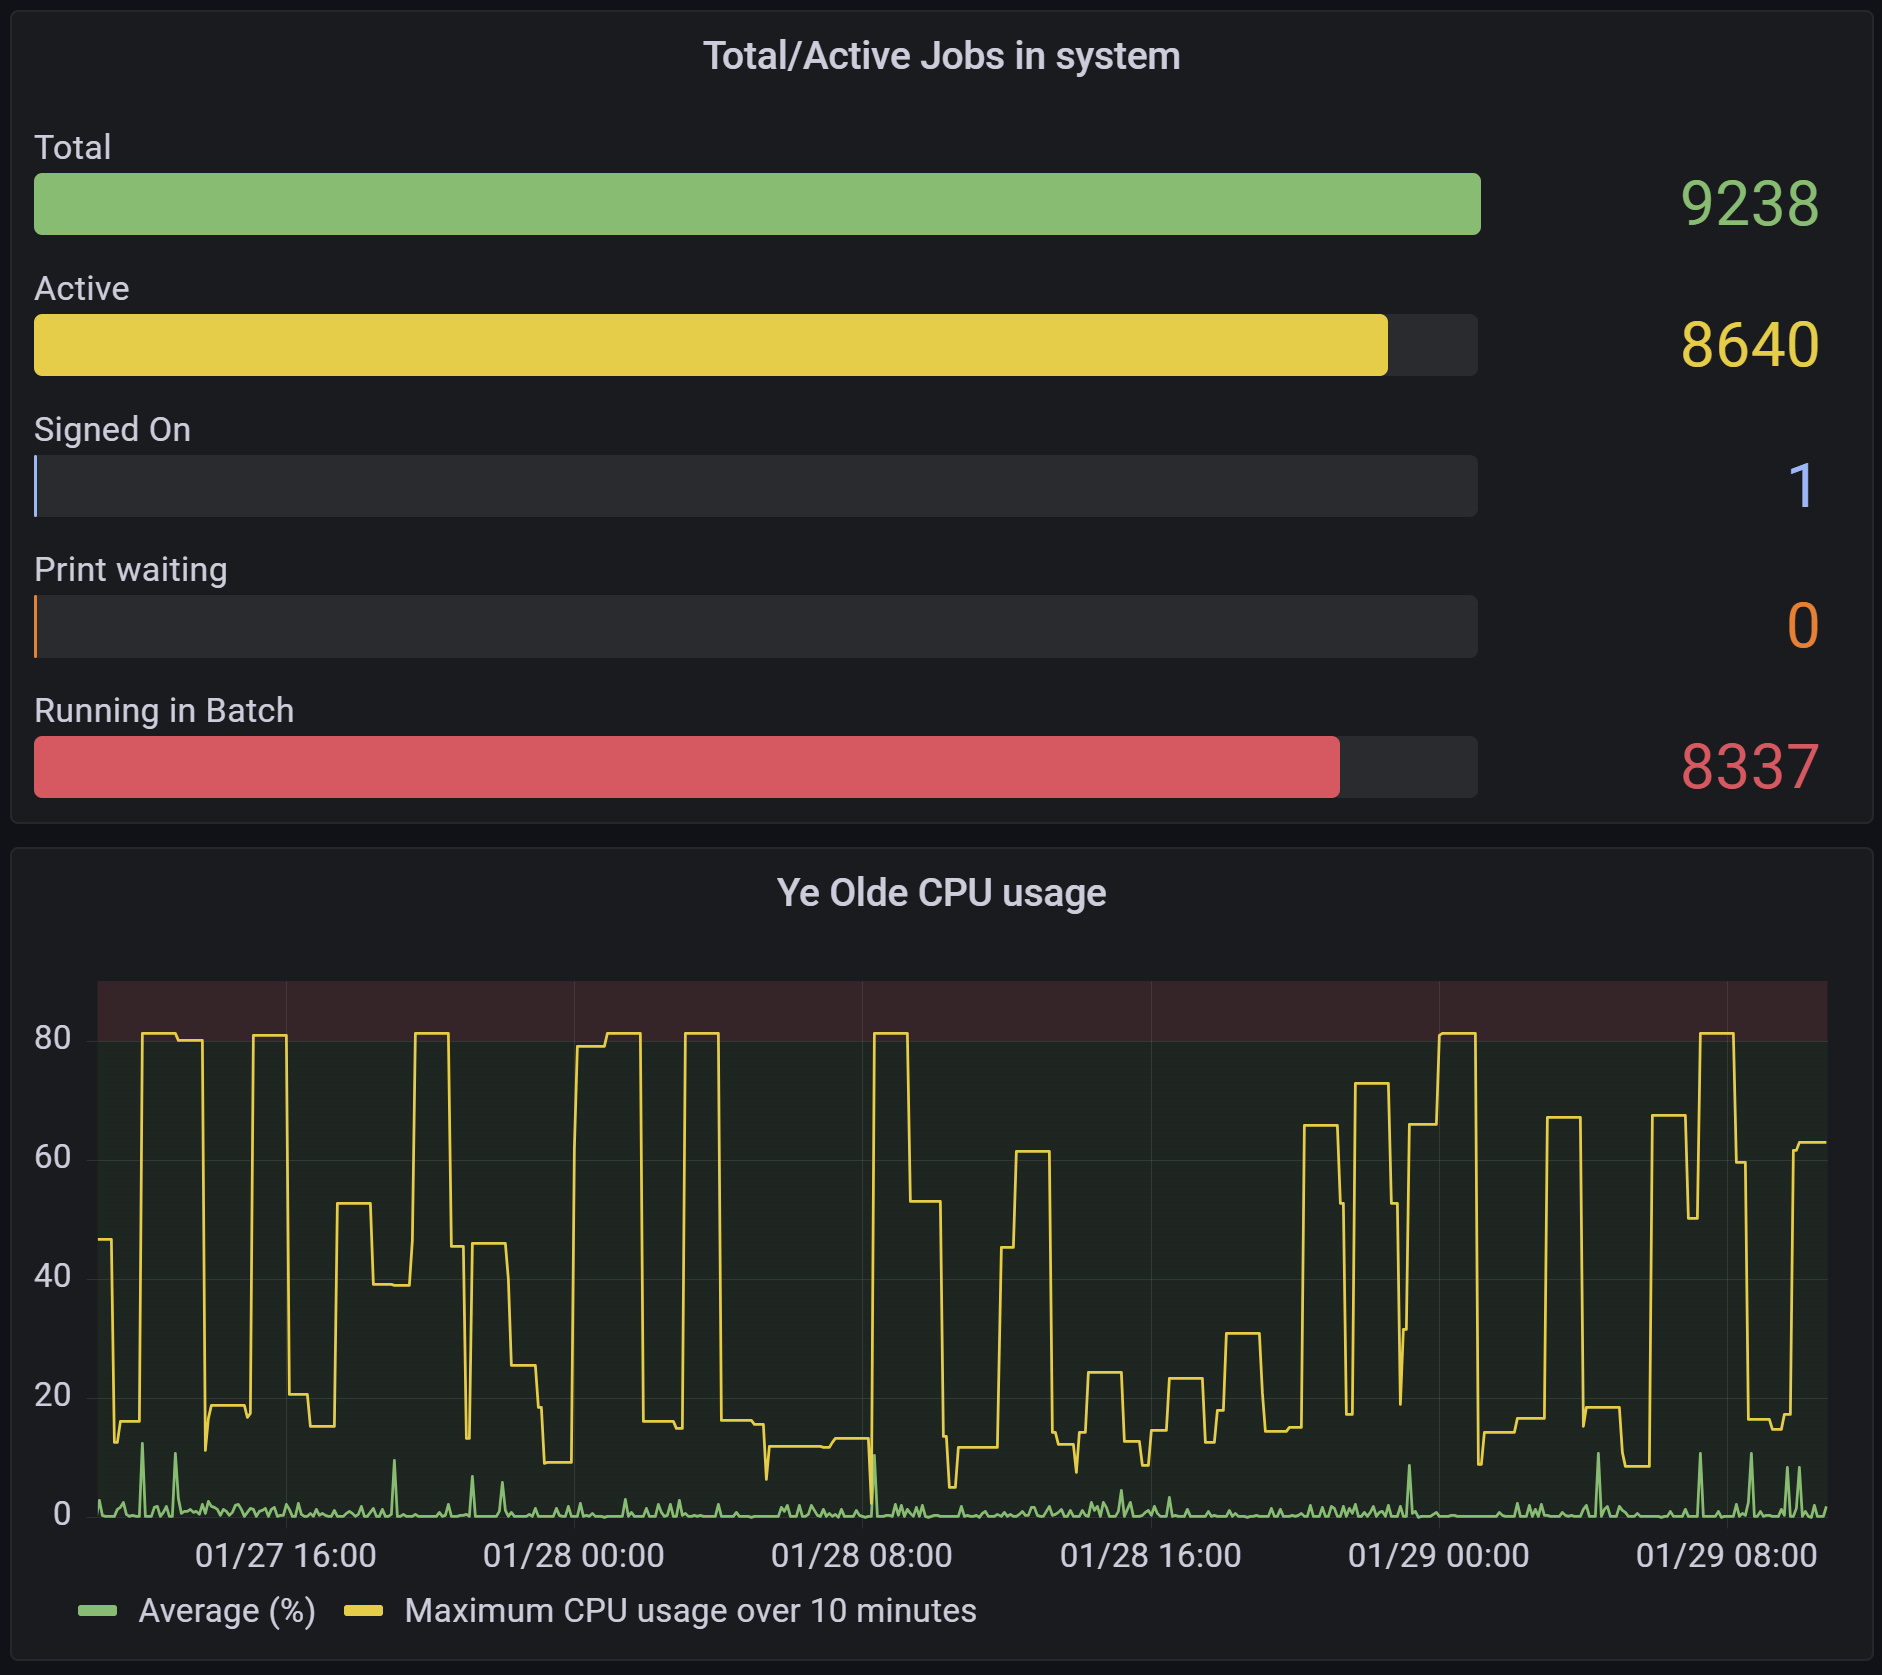 Total/Active Jobs in system
Total
9238
Active
8640
Signed On
1
Print waiting
0
Running in Batch
8337
Ye Olde CPU usage
80
60
40
20
0
01/27 16:00 01/28 00:00 01/28 08:00 01/28 16:00 01/29 00:00 01/29 08:00
Average (%) Maximum CPU usage over 10 minutes